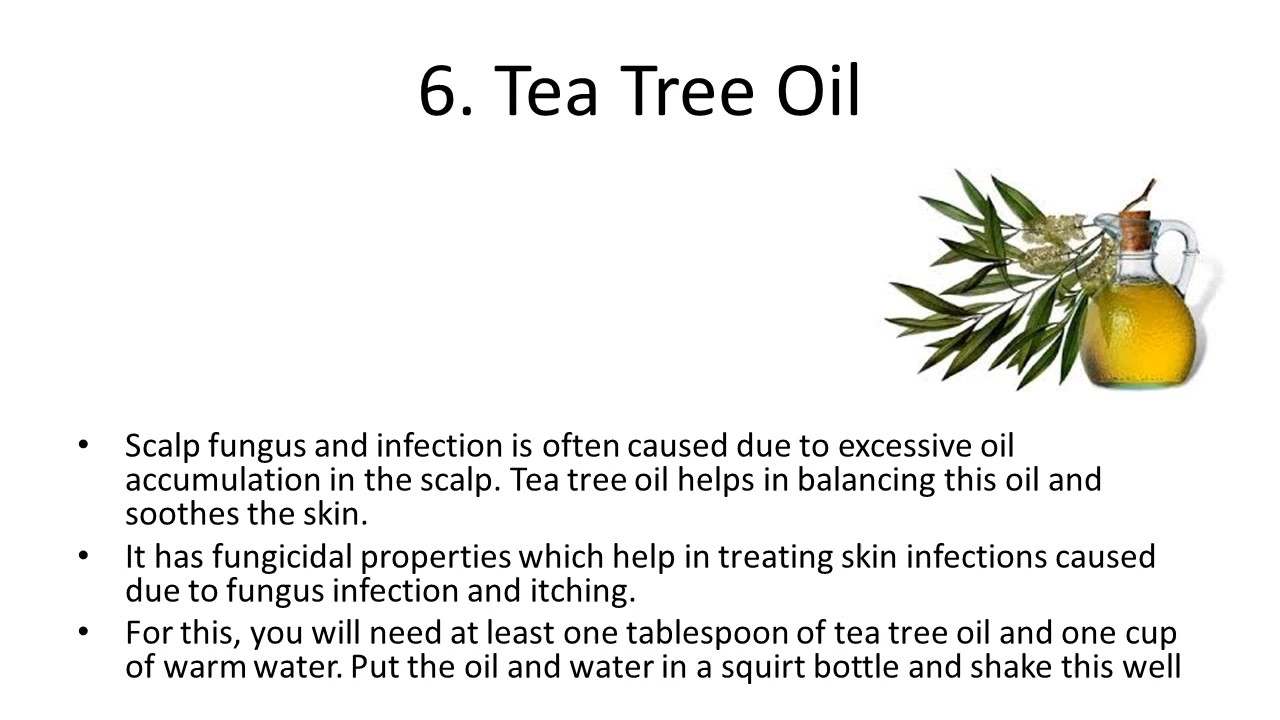 6. Tea Tree Oil
• Scalp fungus and infection is often caused due to excessive oil
accumulation in the scalp. Tea tree oil helps in balancing this oil and
soothes the skin.
• It has fungicidal properties which help in treating skin infections caused
due to fungus infection and itching.
• For this, you will need at least one tablespoon of tea tree oil and one cup
of warm water. Put the oil and water in a squirt bottle and shake this well